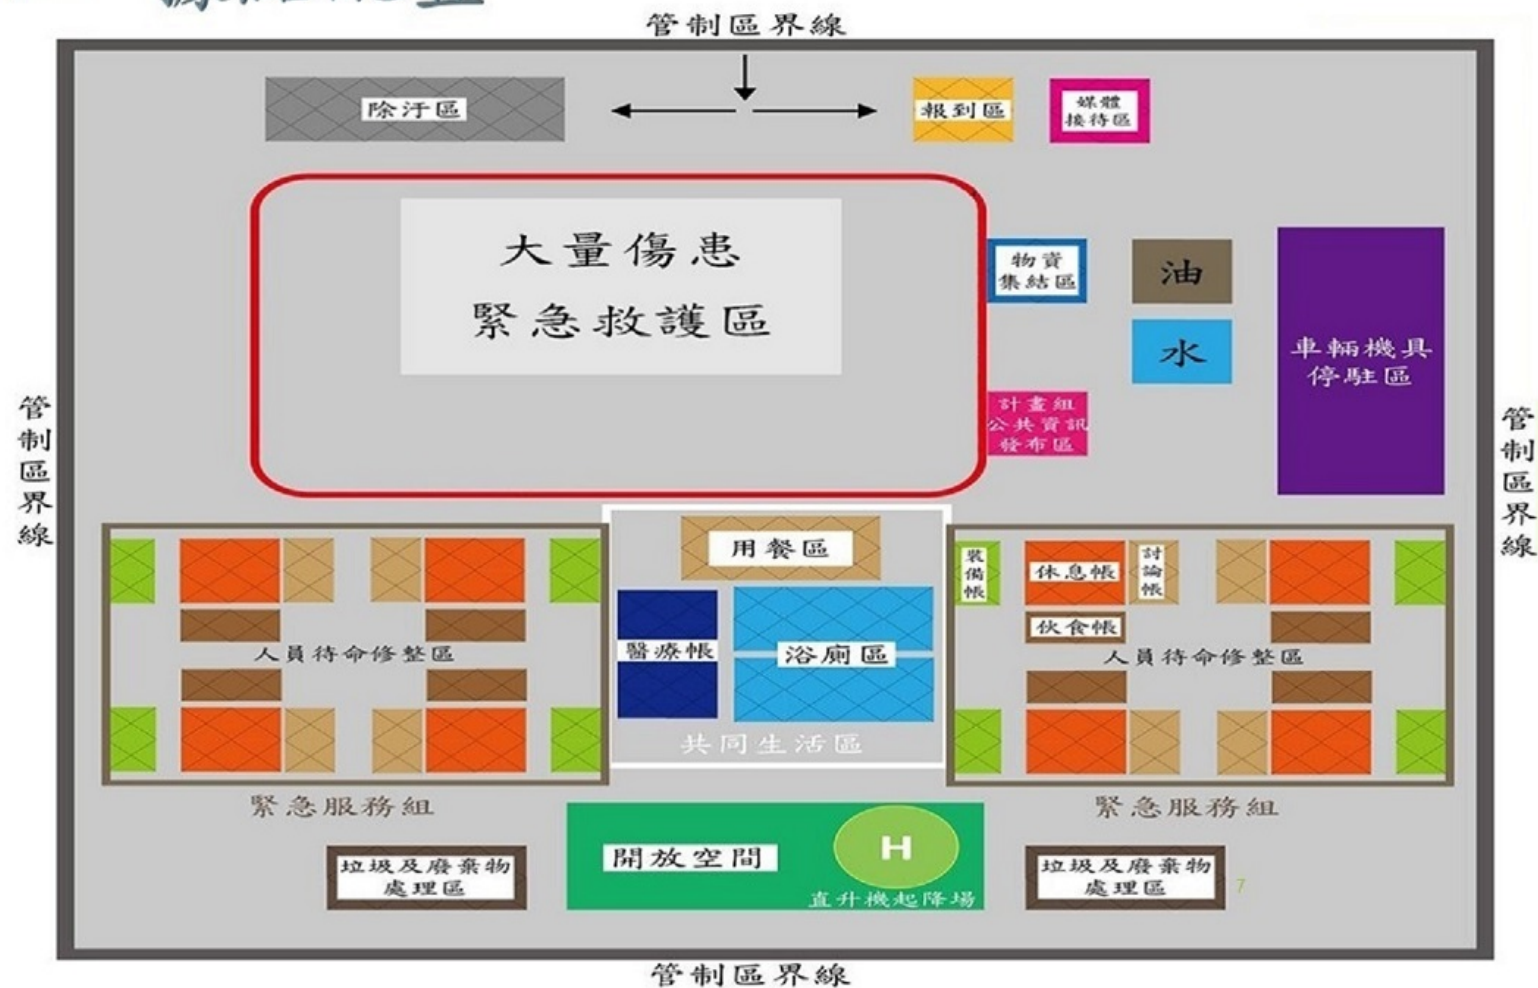 管制區界線
除汙區
報到區
媒體
接待區
大量傷患
緊急救護區
物資
集結區
油
水
車輛機具
停駐區
計畫組
公共資訊
發布區
管制區界線
管制區界線
用餐區
醫療帳
浴廁區
共同生活區
人員待命修整區
裝備帳
休息帳
討論帳
伙食帳
人員待命修整區
緊急服務組
緊急服務組
垃圾及廢棄物
處理區
開放空間
H
直升機起降場
垃圾及廢棄物
處理區
7
管制區界線